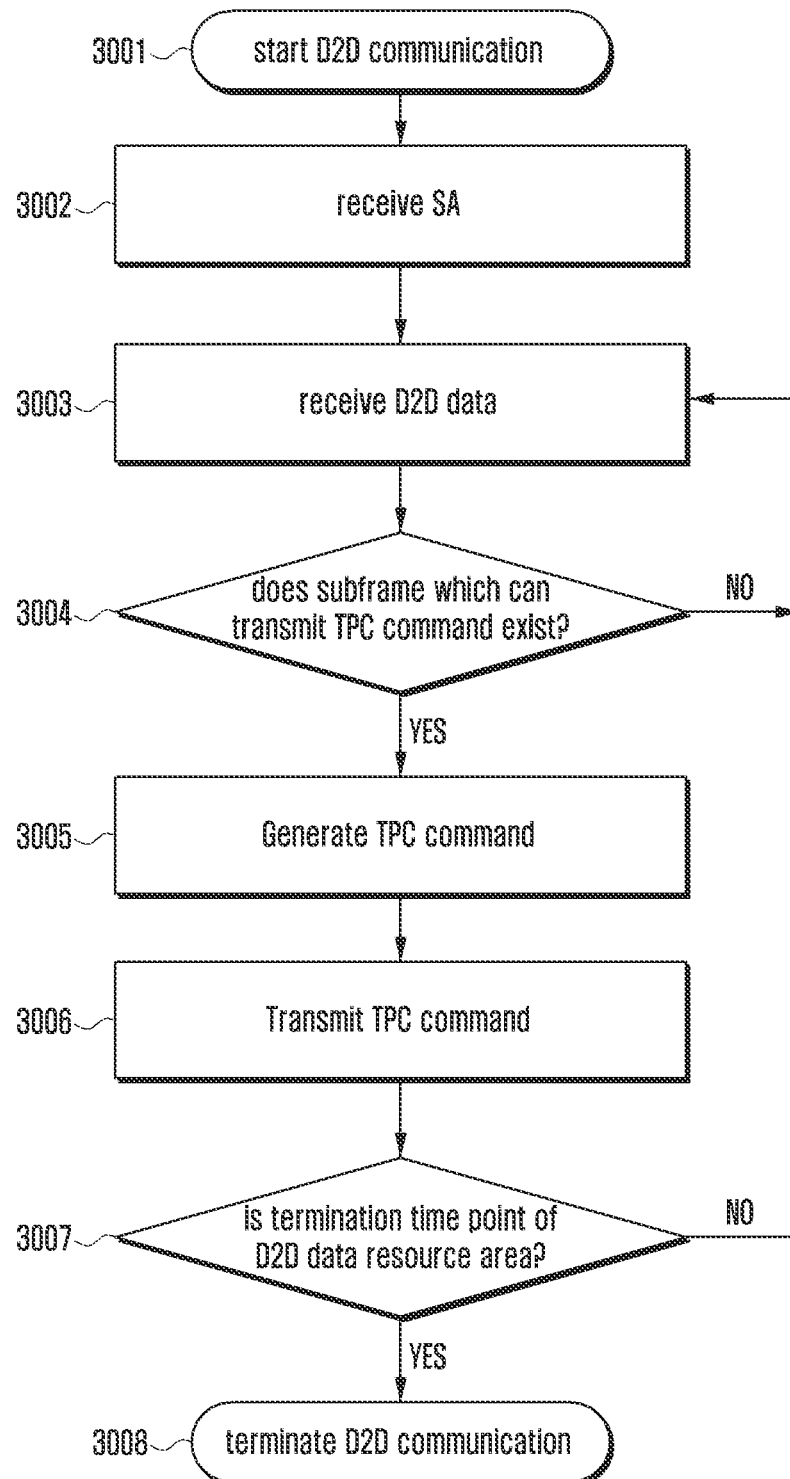 3001
start D2D communication
3002
receive SA
3003
receive D2D data
3004
does subframe which can
transmit TPC command exist?
NO
YES
3005
Generate TPC command
3006
Transmit TPC command
3007
is termination time point of
D2D data resource area?
NO
YES
3008
terminate D2D communication